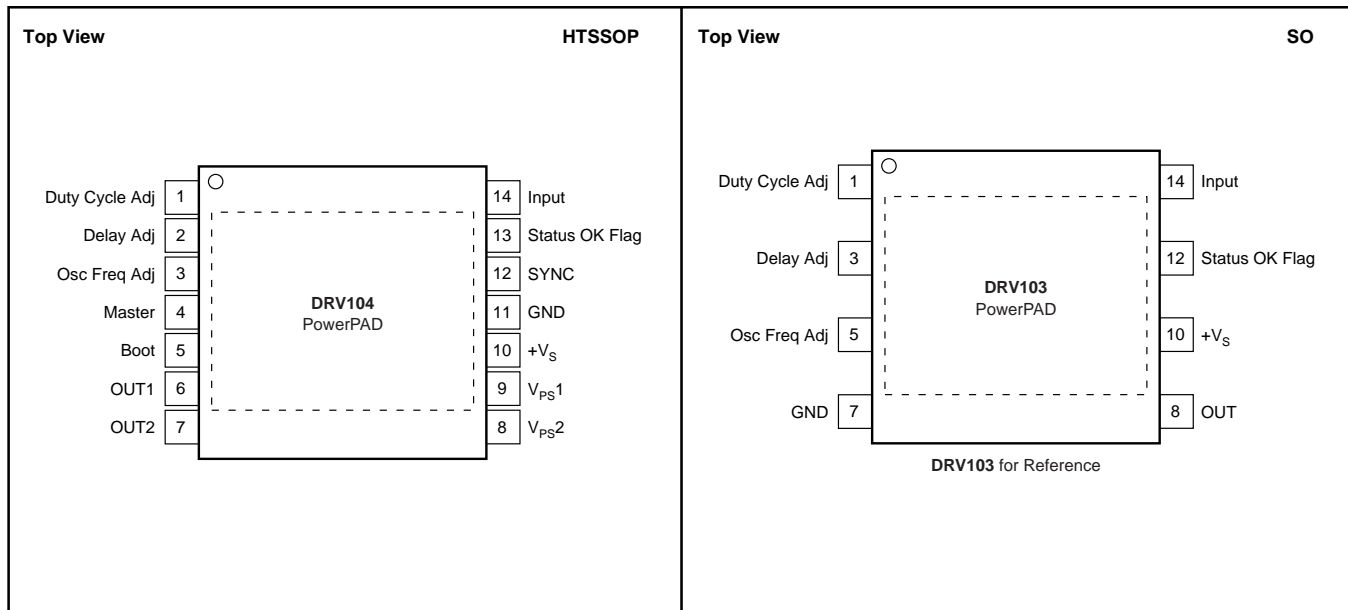 Top View HTSSOP
Duty Cycle Adj 1 14 Input
Delay Adj 2 13 Status OK Flag
Osc Freq Adj 3 12 SYNC
Master 4 11 GND
Boot 5 10 +VS
OUT1 6 9 VPS1
OUT2 7 8 VPS2
DRV104
PowerPAD
Top View SO
Duty Cycle Adj 1 14 Input
Delay Adj 3 12 Status OK Flag
Osc Freq Adj 5 10 +VS
GND 7 8 OUT
DRV103
PowerPAD
DRV103 for Reference